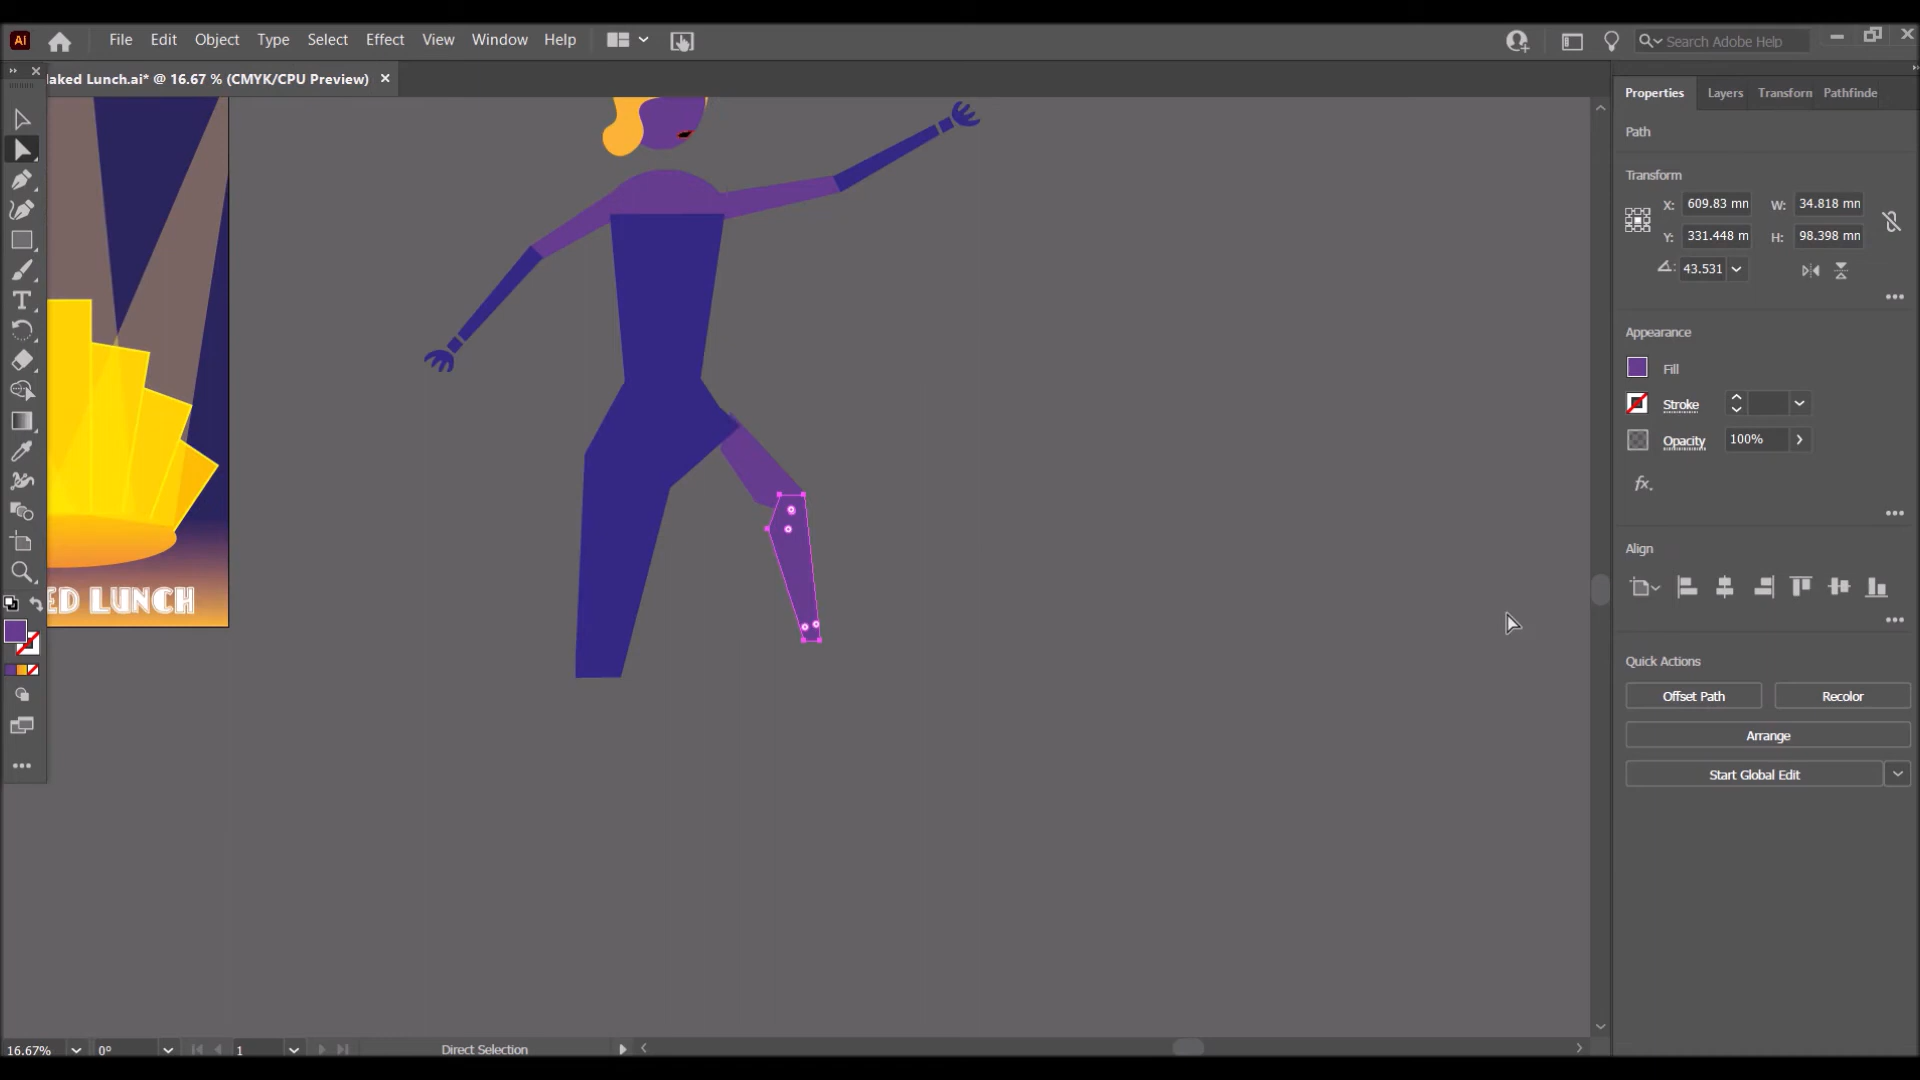 Ai File Edit Object Type Select Effect View Window Help Search Adobe Help
aked Lunch.ai* @ 16.67 % (CMYK/CPU Preview) ×
Properties Layers Transforn Pathfinde
Path
Transform
X: 609.83 mn W: 34.818 mn
Y: 331.448 m H: 98.398 mn
43.531
Appearance
Fill
Stroke
Opacity 100%
fx.
Align
ED LUNCH
Quick Actions
Offset Path Recolor
Arrange
Start Global Edit
16.67% 0° 1 Direct Selection